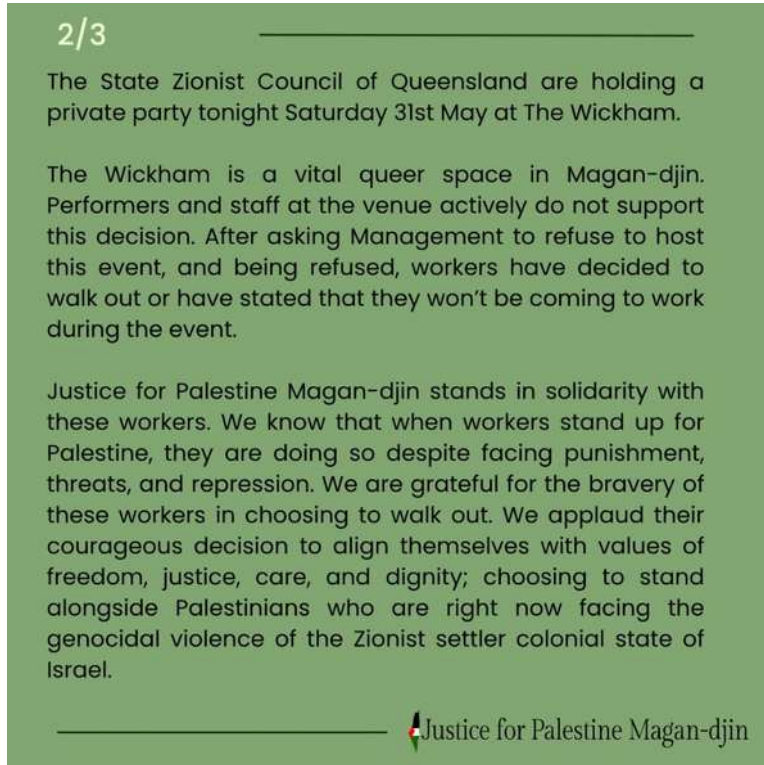 2/3
The State Zionist Council of Queensland are holding a
private party tonight Saturday 31st May at The Wickham.
The Wickham is a vital queer space in Magan-djin.
Performers and staff at the venue actively do not support
this decision. After asking Management to refuse to host
this event, and being refused, workers have decided to
walk out or have stated that they won't be coming to work
during the event.
Justice for Palestine Magan-djin stands in solidarity with
these workers. We know that when workers stand up for
Palestine, they are doing so despite facing punishment,
threats, and repression. We are grateful for the bravery of
these workers in choosing to walk out. We applaud their
courageous decision to align themselves with values of
freedom, justice, care, and dignity; choosing to stand
alongside Palestinians who are right now facing the
genocidal violence of the Zionist settler colonial state of
Israel.
Justice for Palestine Magan-djin